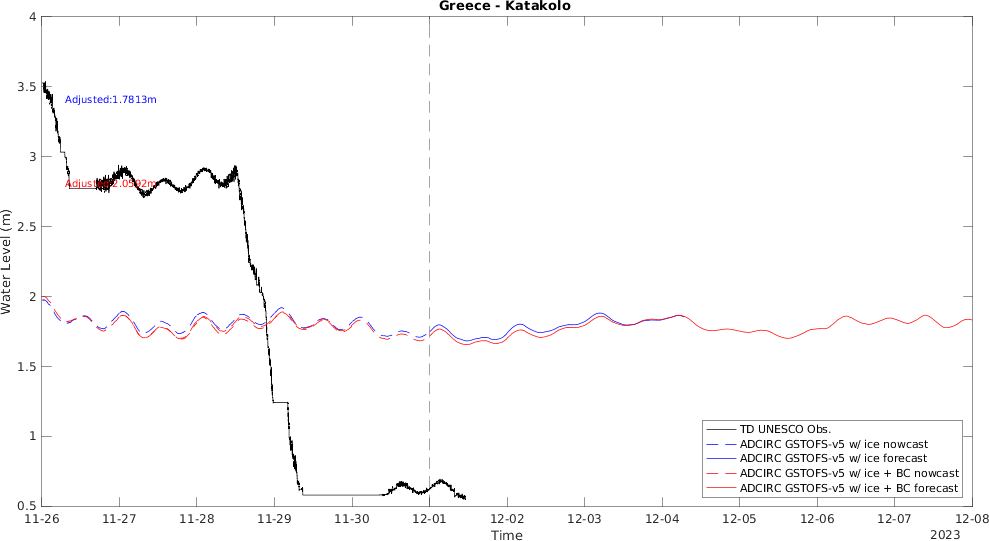 Greece - Katakolo
4
3.5
3
2.5
2
1.5
1
0.5
Water Level (m)
Adjusted:1.7813m
Adjusted:2.0592m
TD UNESCO Obs.
ADCIRC GSTOFS-v5 w/ ice nowcast
ADCIRC GSTOFS-v5 w/ ice forecast
ADCIRC GSTOFS-v5 w/ ice + BC nowcast
ADCIRC GSTOFS-v5 w/ ice + BC forecast
11-26 11-27 11-28 11-29 11-30 12-01 12-02 12-03 12-04 12-05 12-06 12-07 12-08
Time
2023